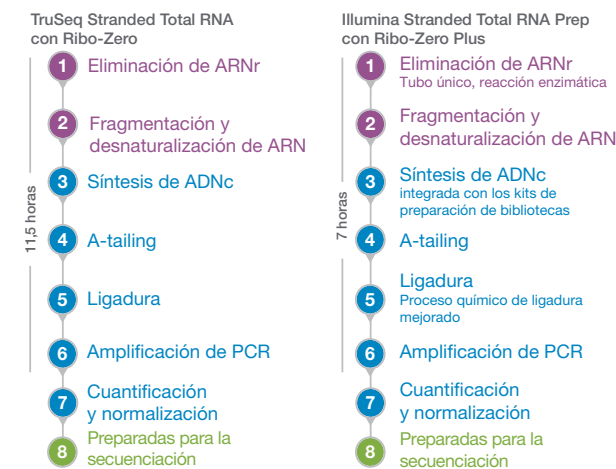 TruSeq Stranded Total RNA
con Ribo-Zero
1 Eliminación de ARNr
2 Fragmentación y
desnaturalización de ARN
3 Síntesis de ADNc
4 A-tailing
5 Ligadura
6 Amplificación de PCR
7 Cuantificación
y normalización
8 Preparadas para la
secuenciación
11,5 horas
Illumina Stranded Total RNA Prep
con Ribo-Zero Plus
1 Eliminación de ARNr
Tubo único, reacción enzimática
2 Fragmentación y
desnaturalización de ARN
3 Síntesis de ADNc
integrada con los kits de
preparación de bibliotecas
4 A-tailing
5 Ligadura
Proceso químico de ligadura
mejorado
6 Amplificación de PCR
7 Cuantificación
y normalización
8 Preparadas para la
secuenciación
7 horas